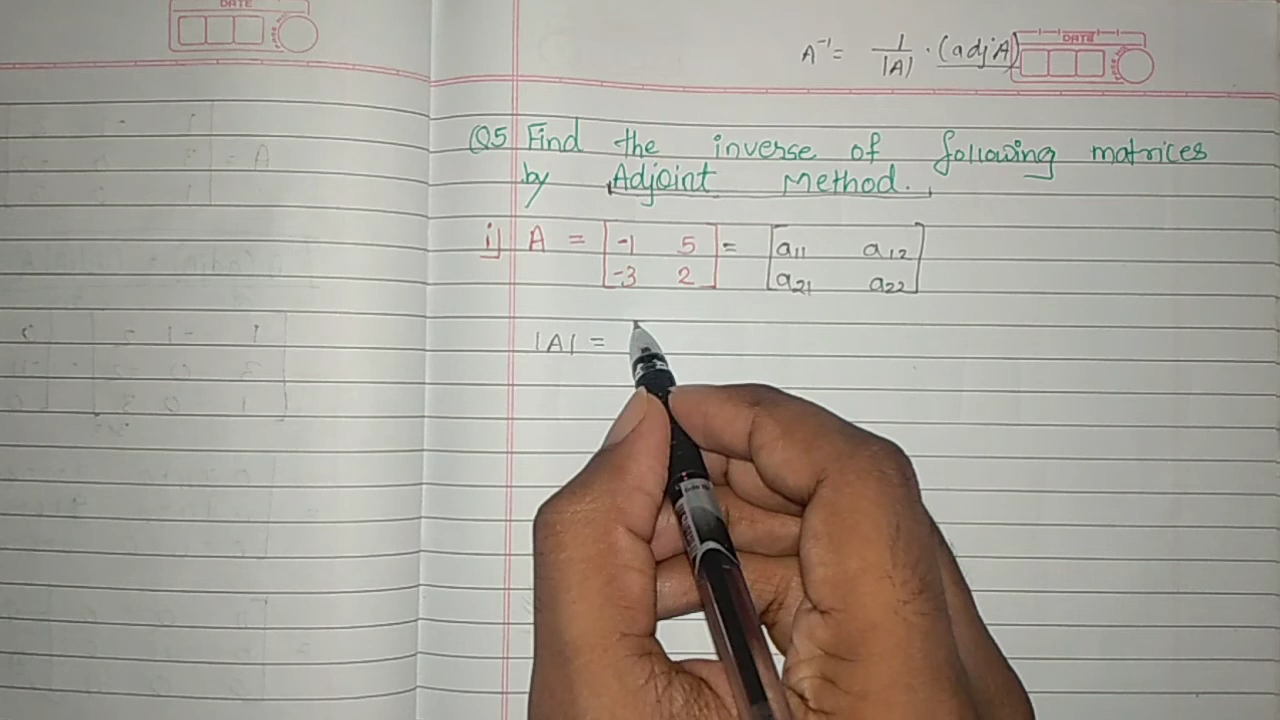 DATE
DATE
A⁻¹ = 1/|A| · (adj A)
Q5 Find the inverse of following matrices
by Adjoint Method.
i) A = [-1 5 = [a₁₁ a₁₂
-3 2] a₂₁ a₂₂]
|A| =